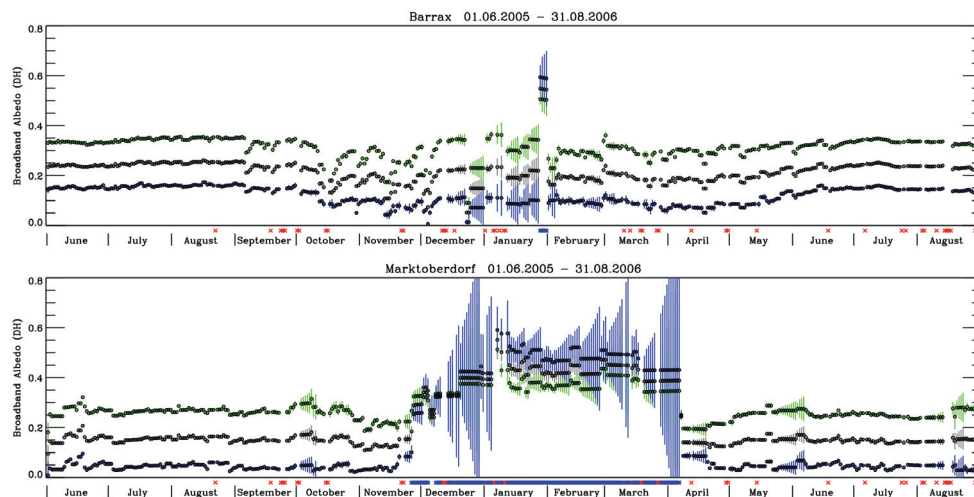 Barrax 01.06.2005 – 31.08.2006
Broadband Albedo (DH)
0.8
0.6
0.4
0.2
0.0
June July August September October November December January February March April May June July August
Marktoberdorf 01.06.2005 – 31.08.2006
Broadband Albedo (DH)
0.8
0.6
0.4
0.2
0.0
June July August September October November December January February March April May June July August